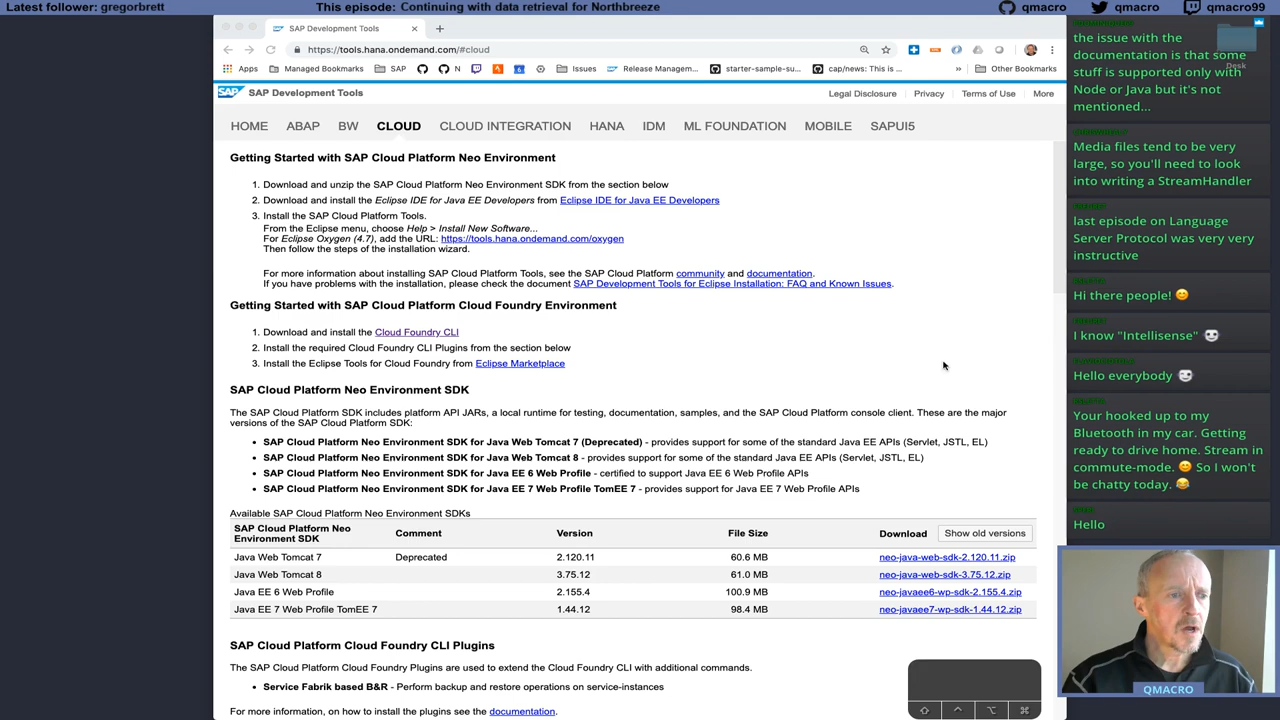 Latest follower: gregorbrett
This episode: Continuing with data retrieval for Northbreeze
qmacro
qmacro
qmacro99
SAP Development Tools
https://tools.hana.ondemand.com/#cloud
Apps
Managed Bookmarks
SAP
N
6
Issues
Release Managem...
starter-sample-su...
cap/news: This is ...
»
Other Bookmarks
SAP
SAP Development Tools
Legal Disclosure
Privacy
Terms of Use
More
HOME
ABAP
BW
CLOUD
CLOUD INTEGRATION
HANA
IDM
ML FOUNDATION
MOBILE
SAPUI5
Getting Started with SAP Cloud Platform Neo Environment
1. Download and unzip the SAP Cloud Platform Neo Environment SDK from the section below
2. Download and install the Eclipse IDE for Java EE Developers from Eclipse IDE for Java EE Developers
3. Install the SAP Cloud Platform Tools.
From the Eclipse menu, choose Help > Install New Software...
For Eclipse Oxygen (4.7), add the URL: https://tools.hana.ondemand.com/oxygen
Then follow the steps of the installation wizard.
For more information about installing SAP Cloud Platform Tools, see the SAP Cloud Platform community and documentation.
If you have problems with the installation, please check the document SAP Development Tools for Eclipse Installation: FAQ and Known Issues.
Getting Started with SAP Cloud Platform Cloud Foundry Environment
1. Download and install the Cloud Foundry CLI
2. Install the required Cloud Foundry CLI Plugins from the section below
3. Install the Eclipse Tools for Cloud Foundry from Eclipse Marketplace
SAP Cloud Platform Neo Environment SDK
The SAP Cloud Platform SDK includes platform API JARs, a local runtime for testing, documentation, samples, and the SAP Cloud Platform console client. These are the major
versions of the SAP Cloud Platform SDK:
• SAP Cloud Platform Neo Environment SDK for Java Web Tomcat 7 (Deprecated) - provides support for some of the standard Java EE APIs (Servlet, JSTL, EL)
• SAP Cloud Platform Neo Environment SDK for Java Web Tomcat 8 - provides support for some of the standard Java EE APIs (Servlet, JSTL, EL)
• SAP Cloud Platform Neo Environment SDK for Java EE 6 Web Profile - certified to support Java EE 6 Web Profile APIs
• SAP Cloud Platform Neo Environment SDK for Java EE 7 Web Profile TomEE 7 - provides support for Java EE 7 Web Profile APIs
Available SAP Cloud Platform Neo Environment SDKs
SAP Cloud Platform Neo
Environment SDK
Comment
Version
File Size
Download
Show old versions
Java Web Tomcat 7 Deprecated 2.120.11 60.6 MB neo-java-web-sdk-2.120.11.zip
Java Web Tomcat 8 3.75.12 61.0 MB neo-java-web-sdk-3.75.12.zip
Java EE 6 Web Profile 2.155.4 100.9 MB neo-javaee6-wp-sdk-2.155.4.zip
Java EE 7 Web Profile TomEE 7 1.44.12 98.4 MB neo-javaee7-wp-sdk-1.44.12.zip
SAP Cloud Platform Cloud Foundry CLI Plugins
The SAP Cloud Platform Cloud Foundry Plugins are used to extend the Cloud Foundry CLI with additional commands.
• Service Fabrik based B&R - Perform backup and restore operations on service-instances
For more information, on how to install the plugins see the documentation.
the issue with the
documentation is that some
stuff is supported only with
Node or Java but it's not
mentioned...
Desk
Media files tend to be very
large, so you'll need to look
into writing a StreamHandler
last episode on Language
Server Protocol was very very
instructive
Hi there people! 😊
I know "Intellisense"
Hello everybody
Your hooked up to my
Bluetooth in my car. Getting
ready to drive home. Stream in
commute-mode. 😊 So I won't
be chatty today. 😂
Hello
QMACRO